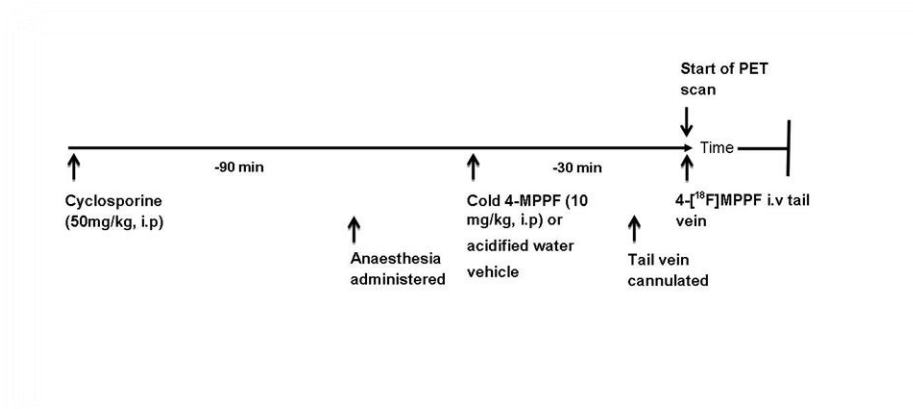 Start of PET
scan
Time
-90 min
-30 min
Cyclosporine
(50mg/kg, i.p)
Anaesthesia
administered
Cold 4-MPPF (10
mg/kg, i.p) or
acidified water
vehicle
Tail vein
cannulated
4-[¹⁸F]MPPF i.v tail
vein